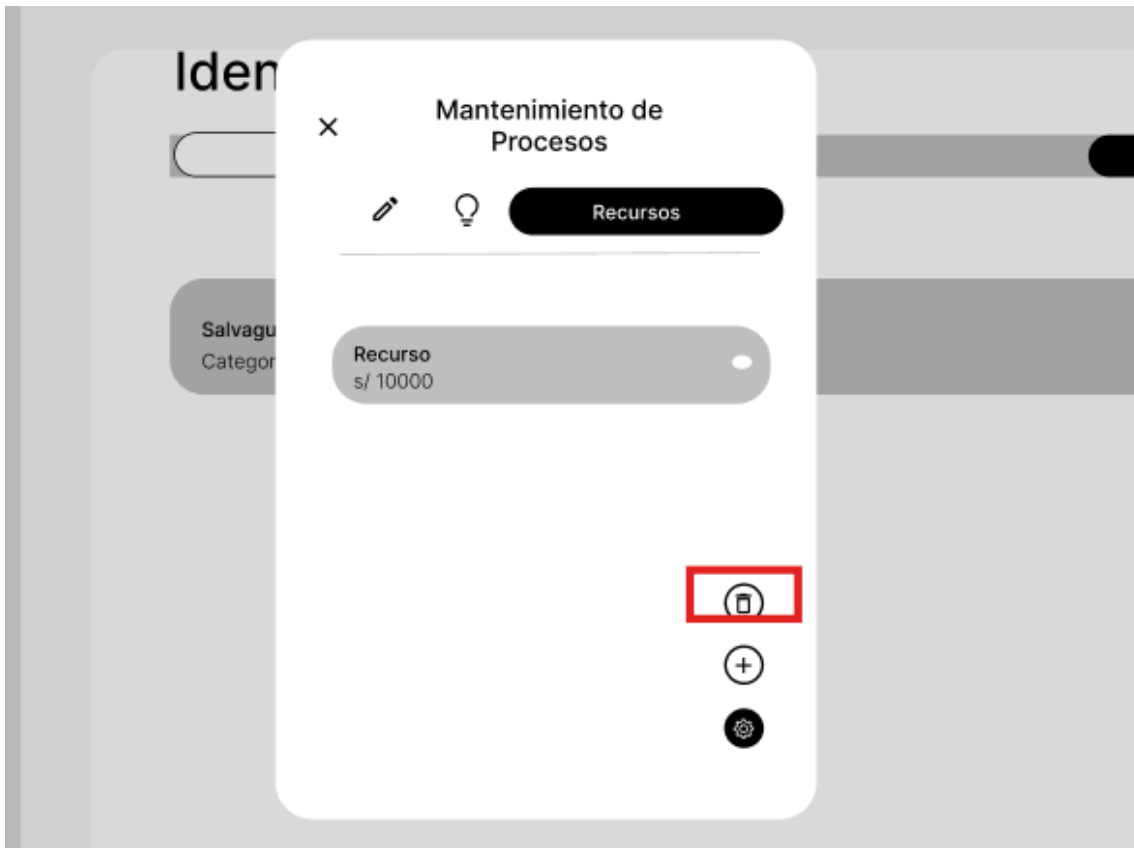 Iden
Mantenimiento de
Procesos
Recursos
Salvagu
Categor
Recurso
s/ 10000